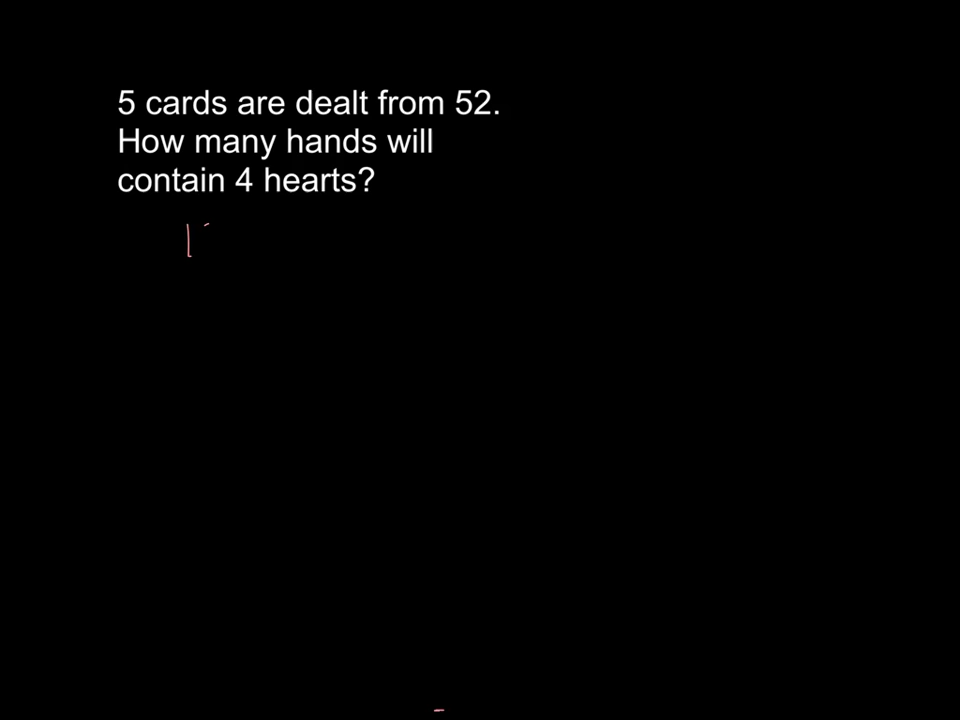 5 cards are dealt from 52.
How many hands will
contain 4 hearts?